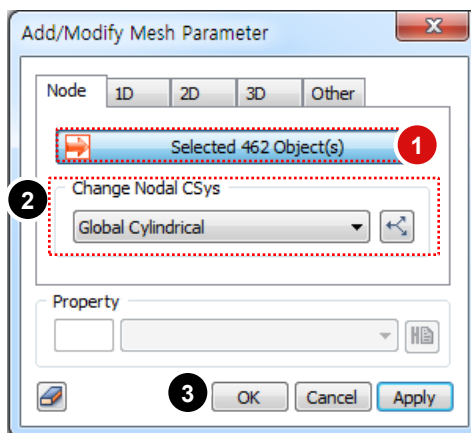 Add/Modify Mesh Parameter
x
Node 1D 2D 3D Other
Selected 462 Object(s) 1
2 Change Nodal CSys
Global Cylindrical
Property
3 OK Cancel Apply